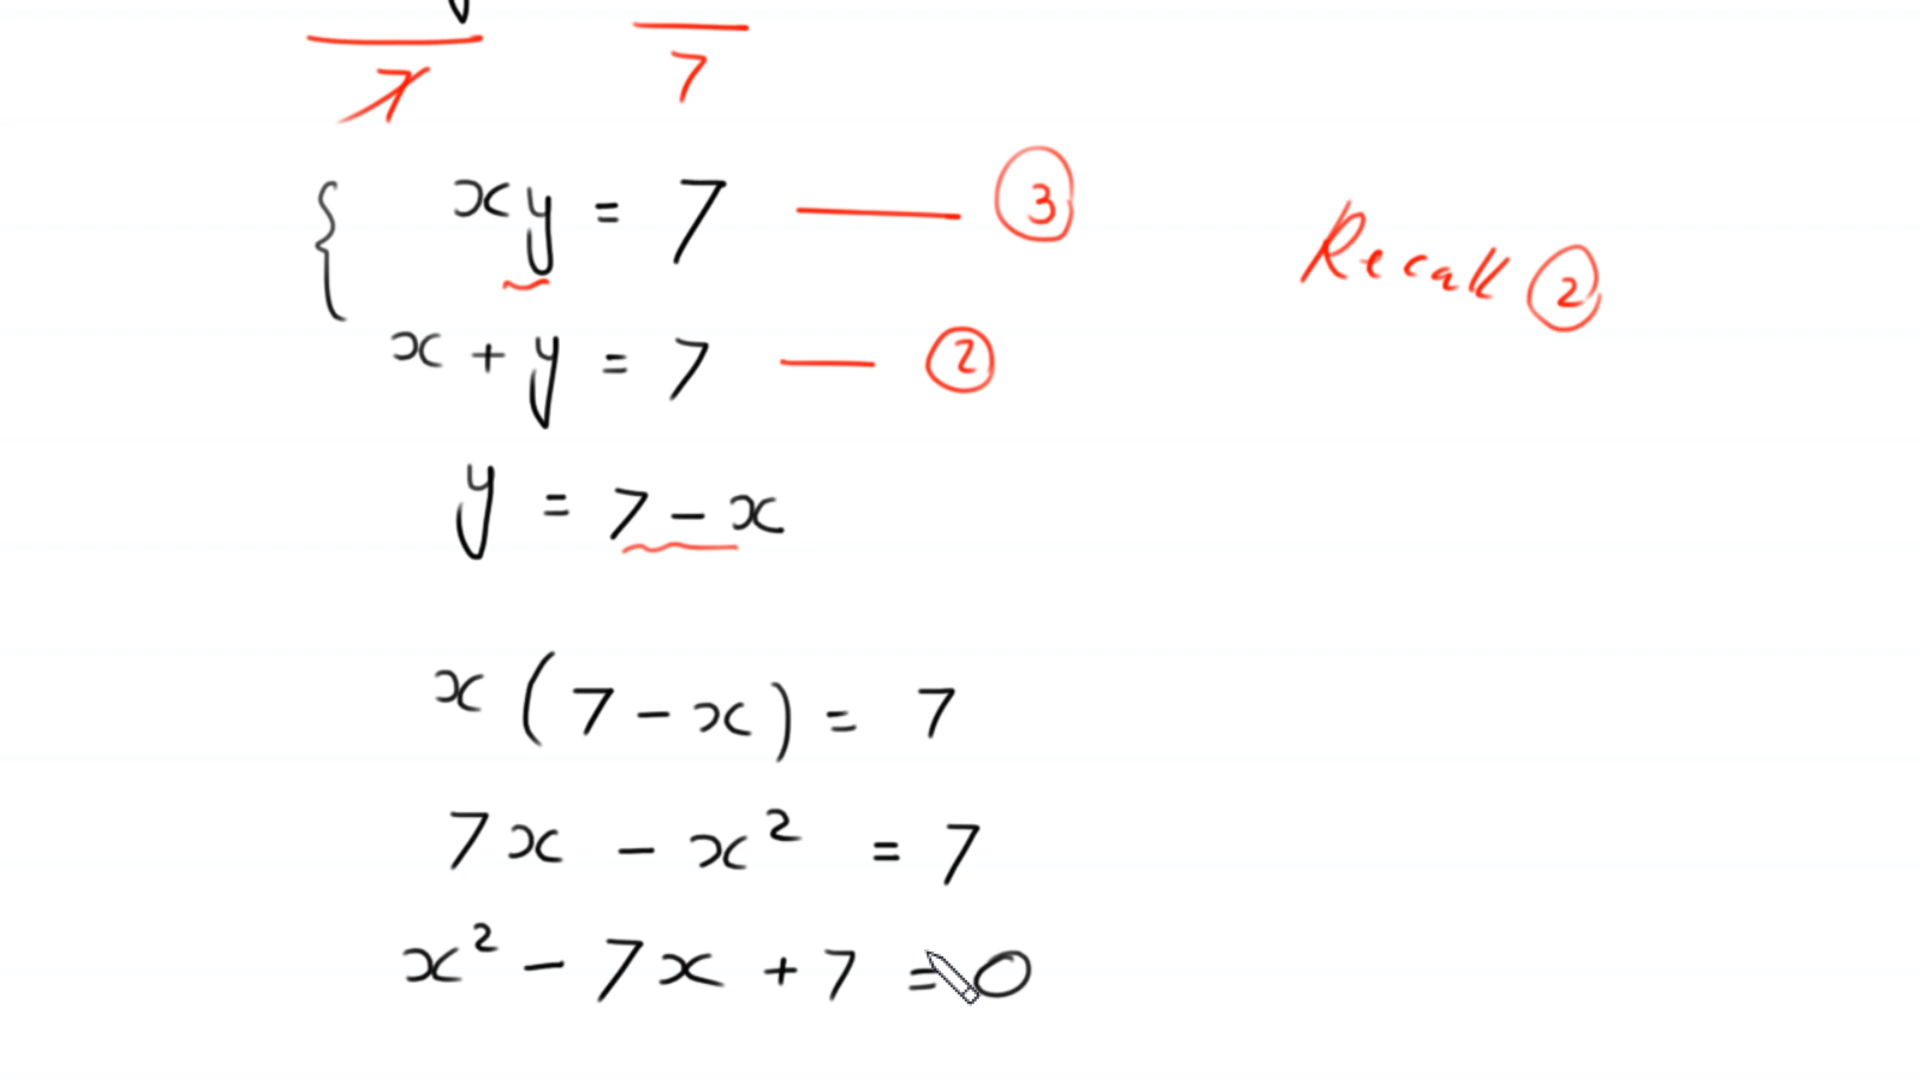 7 7
xy = 7 — ③
Recall ②
x + y = 7 — ②
y = 7 - x
x (7 - x) = 7
7x - x² = 7
x² - 7x + 7 = 0